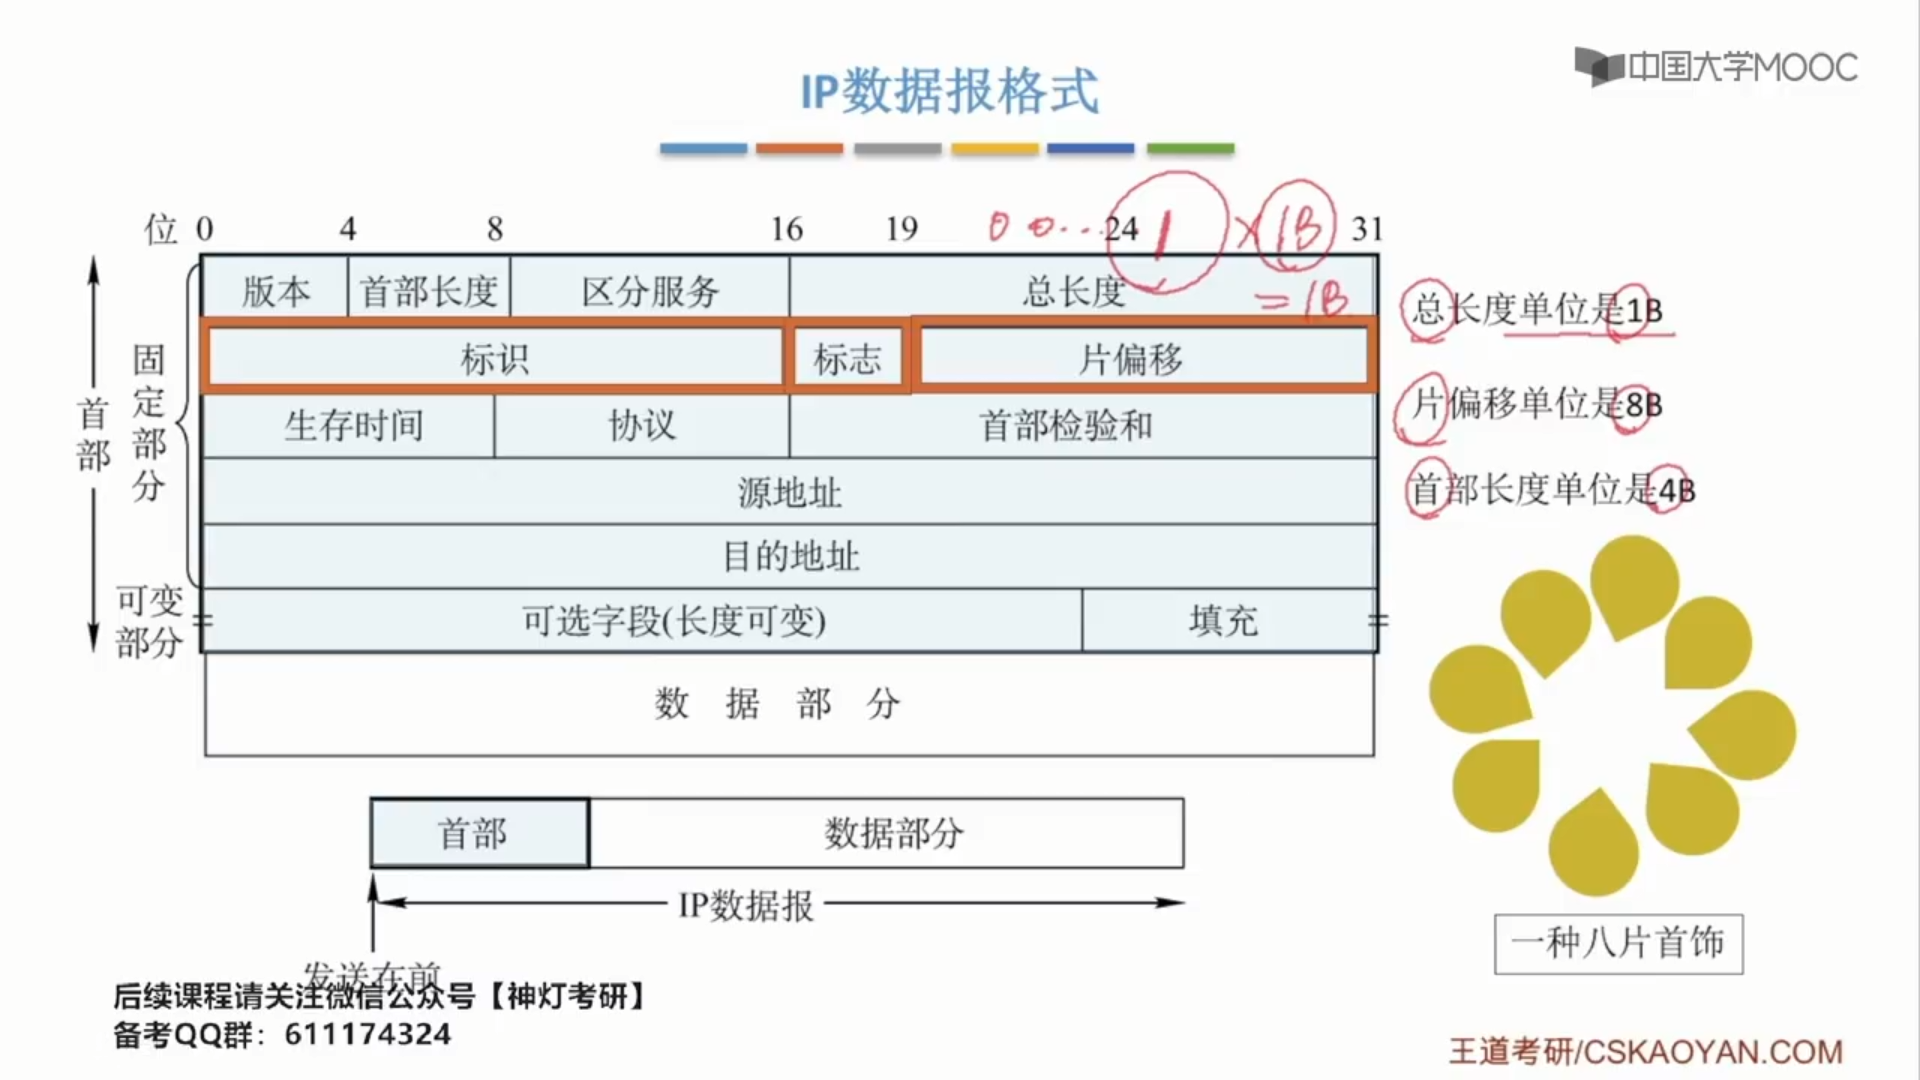 中国大学MOOC
IP数据报格式
位 0 4 8 16 19 24 31
0 0... 1 × 1B
= 1B
版本 首部长度 区分服务 总长度
标识 标志 片偏移
生存时间 协议 首部检验和
源地址
目的地址
可选字段(长度可变) 填充
数据部分
首部
固定部分
可变部分
总长度单位是1B
片偏移单位是8B
首部长度单位是4B
一种八片首饰
首部 数据部分
IP数据报
发送在前
后续课程请关注微信公众号【神灯考研】
备考QQ群：611174324
王道考研/CSKAOYAN.COM